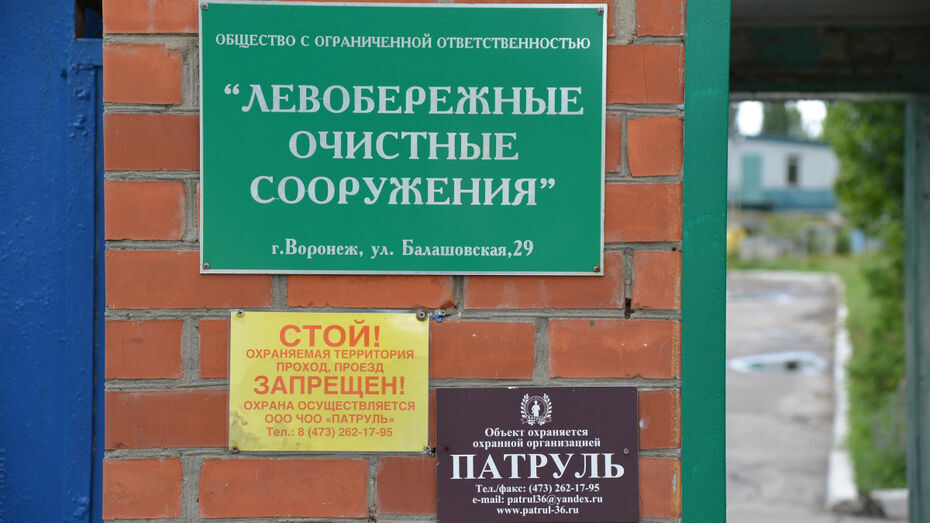 ОБЩЕСТВО С ОГРАНИЧЕННОЙ ОТВЕТСТВЕННОСТЬЮ
“ЛЕВОБЕРЕЖНЫЕ
ОЧИСТНЫЕ
СООРУЖЕНИЯ”
г.Воронеж, ул. Балашовская,29
СТОЙ!
ОХРАНЯЕМАЯ ТЕРРИТОРИЯ
ПРОХОД, ПРОЕЗД
ЗАПРЕЩЕН!
ОХРАНА ОСУЩЕСТВЛЯЕТСЯ
ООО ЧОО «ПАТРУЛЬ»
Тел.: 8 (473) 262-17-95
Объект охраняется
охранной организацией
ПАТРУЛЬ
Тел./факс: (473) 262-17-95
e-mail: patrul36@yandex.ru
www.patrul-36.ru